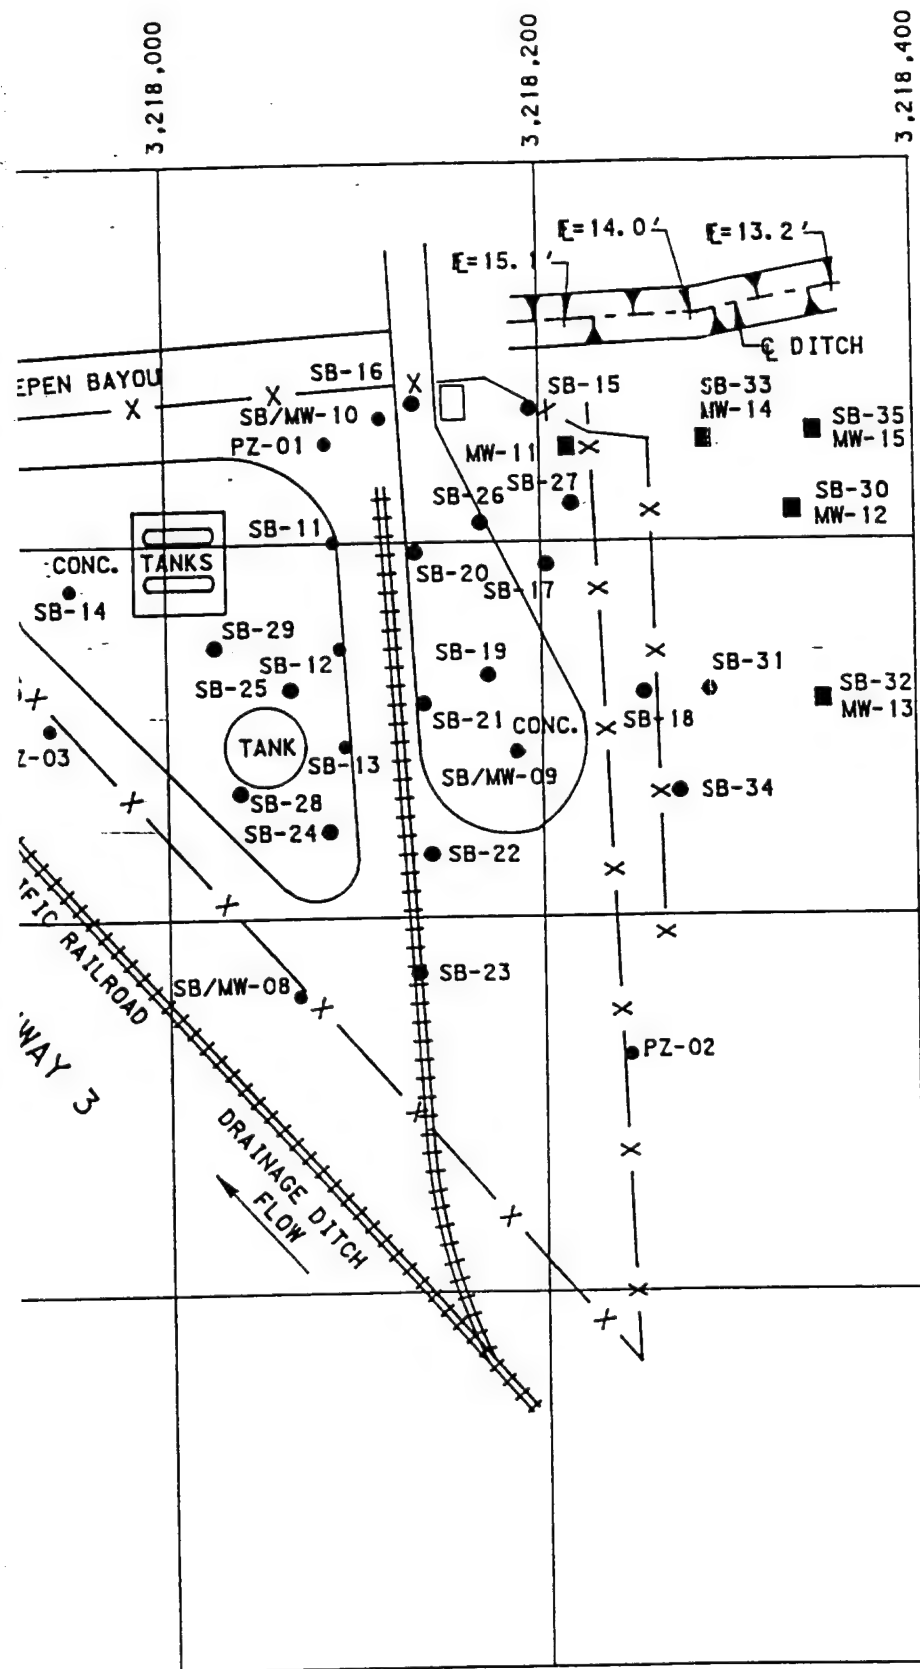 3,218,000
3,218,200
3,218,400
℄=14.0'
℄=13.2'
℄=15.1'
℄ DITCH
EPEN BAYOU
SB-16
SB-15
SB-33
MW-14
SB/MW-10
SB-35
MW-15
PZ-01
MW-11
SB-27
SB-26
SB-30
MW-12
SB-11
CONC.
TANKS
SB-20
SB-17
SB-14
SB-29
SB-12
SB-19
SB-31
SB-25
SB-32
MW-13
SB-21
SB-18
CONC.
Z-03
TANK
SB-13
SB/MW-09
SB-28
SB-34
SB-24
SB-22
IFIC RAILROAD
SB-23
SB/MW-08
WAY 3
PZ-02
DRAINAGE DITCH
FLOW